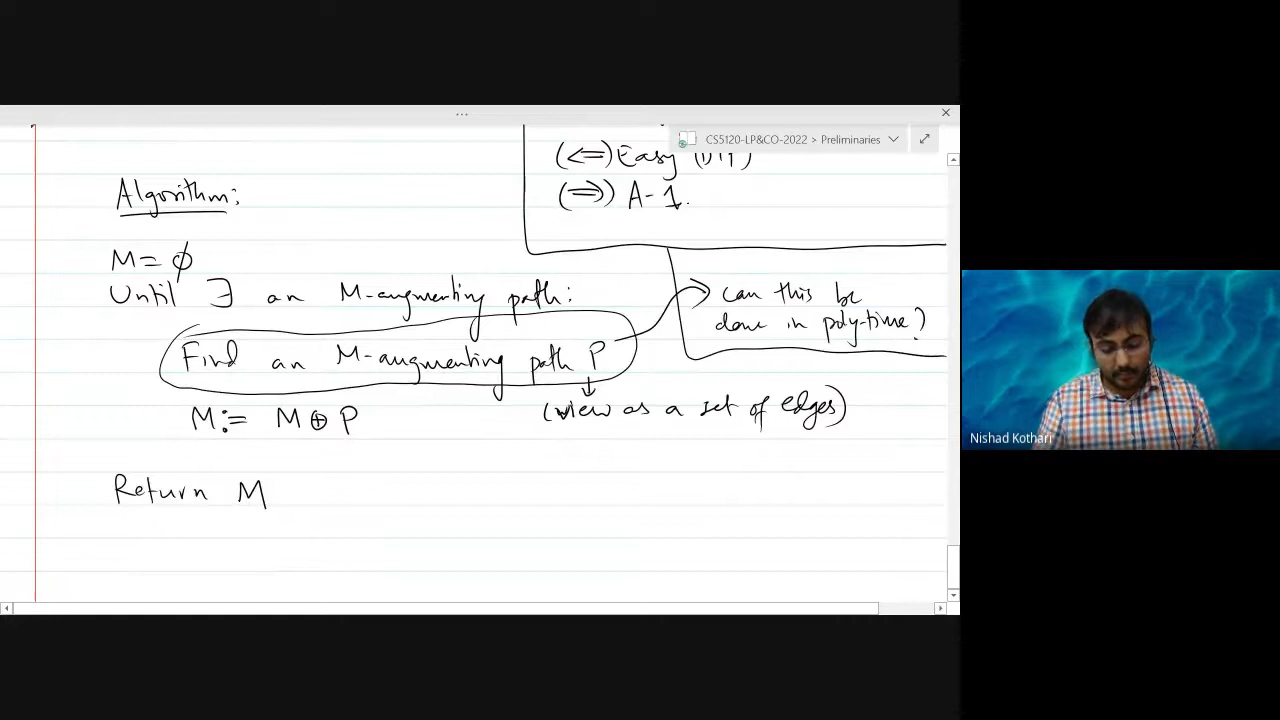 CS5120-LP&CO-2022 > Preliminaries
(⇐) Easy (DIY)
(⇒) A-1.
Algorithm:
M = ϕ
Until ∃ an M-augmenting path:
Find an M-augmenting path P
can this be
done in poly-time?
(view as a set of edges)
M := M ⊕ P
Return M
Nishad Kothari